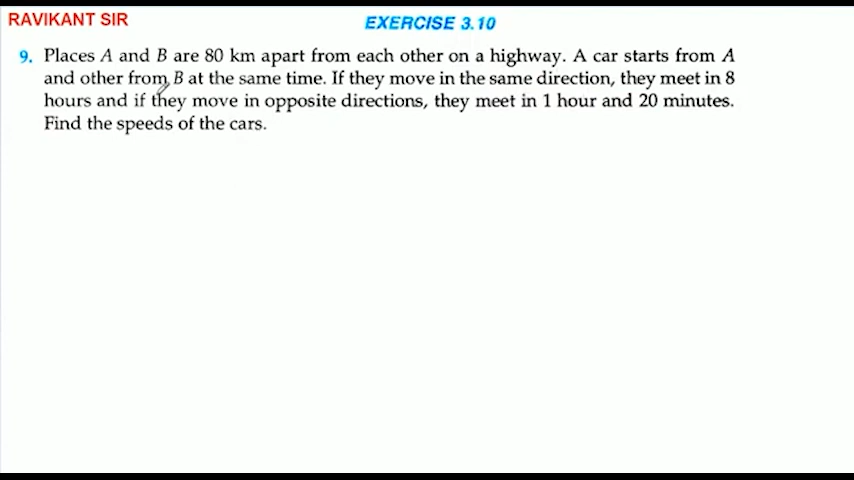 RAVIKANT SIR
EXERCISE 3.10
9. Places A and B are 80 km apart from each other on a highway. A car starts from A
and other from B at the same time. If they move in the same direction, they meet in 8
hours and if they move in opposite directions, they meet in 1 hour and 20 minutes.
Find the speeds of the cars.